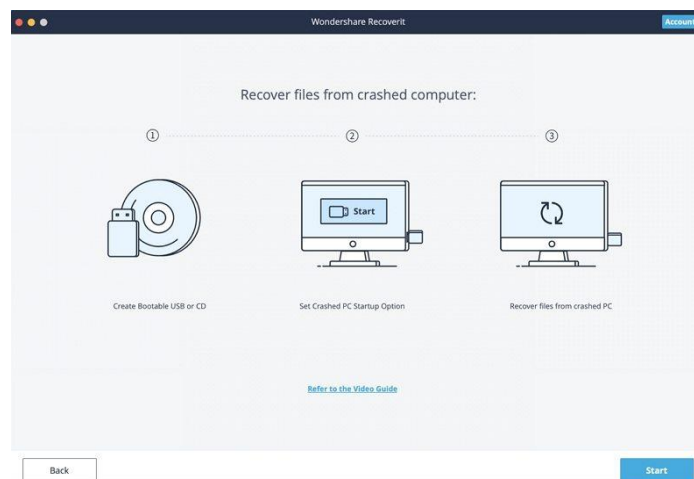 Wondershare Recoverit
Account
Recover files from crashed computer:
① ② ③
Start
Create Bootable USB or CD
Set Crashed PC Startup Option
Recover files from crashed PC
Refer to the Video Guide
Back
Start